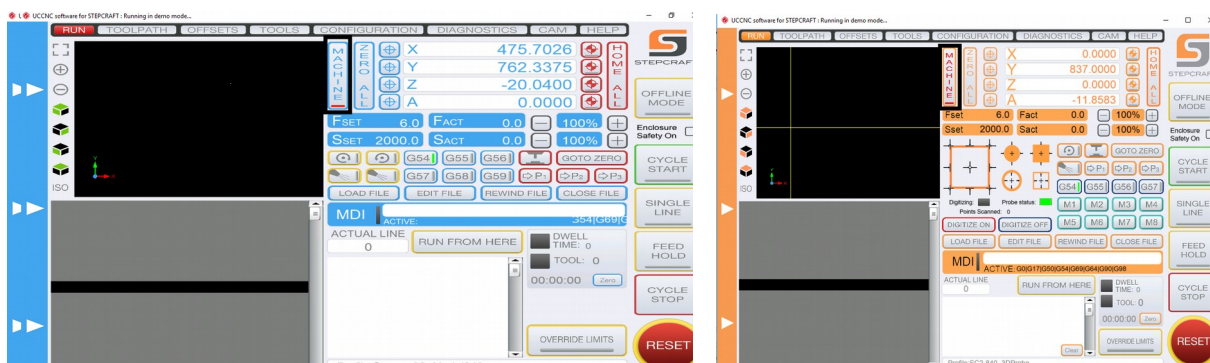 UCCNC software for STEPCRAFT : Running in demo mode...
RUN TOOLPATH OFFSETS TOOLS CONFIGURATION DIAGNOSTICS CAM HELP
MACHINE
ZERO ALL
HOME ALL
X 475.7026
Y 762.3375
Z -20.0400
A 0.0000
FSET 6.0 FACT 0.0 100%
SSET 2000.0 SACT 0.0 100%
G54 G55 G56 GOTO ZERO
G57 G58 G59 P1 P2 P3
LOAD FILE EDIT FILE REWIND FILE CLOSE FILE
MDI
ACTIVE: G54|G69|G
ACTUAL LINE
0
RUN FROM HERE
DWELL
TIME: 0
TOOL: 0
00:00:00 Zero
OVERRIDE LIMITS
ISO
STEPCRAF
OFFLINE
MODE
Enclosure
Safety On
CYCLE
START
SINGLE
LINE
FEED
HOLD
CYCLE
STOP
RESET
UCCNC software for STEPCRAFT : Running in demo mode...
RUN TOOLPATH OFFSETS TOOLS CONFIGURATION DIAGNOSTICS CAM HELP
MACHINE
ZERO ALL
HOME ALL
X 0.0000
Y 837.0000
Z 0.0000
A -11.8583
Fset 6.0 Fact 0.0 100%
Sset 2000.0 Sact 0.0 100%
GOTO ZERO
P1 P2 P3
G54 G55 G56 G57
Digitizing: Probe status:
Points Scanned: 0
M1 M2 M3 M4
DIGITIZE ON DIGITIZE OFF M5 M6 M7 M8
LOAD FILE EDIT FILE REWIND FILE CLOSE FILE
MDI
ACTIVE: G0|G17|G50|G54|G69|G64|G90|G98
ACTUAL LINE
0
RUN FROM HERE
DWELL
TIME: 0
TOOL: 0
00:00:00 Zero
OVERRIDE LIMITS
Clear
ISO
STEPCRA
OFFLINE
MODE
Enclosure
Safety On
CYCLE
START
SINGLE
LINE
FEED
HOLD
CYCLE
STOP
RESET